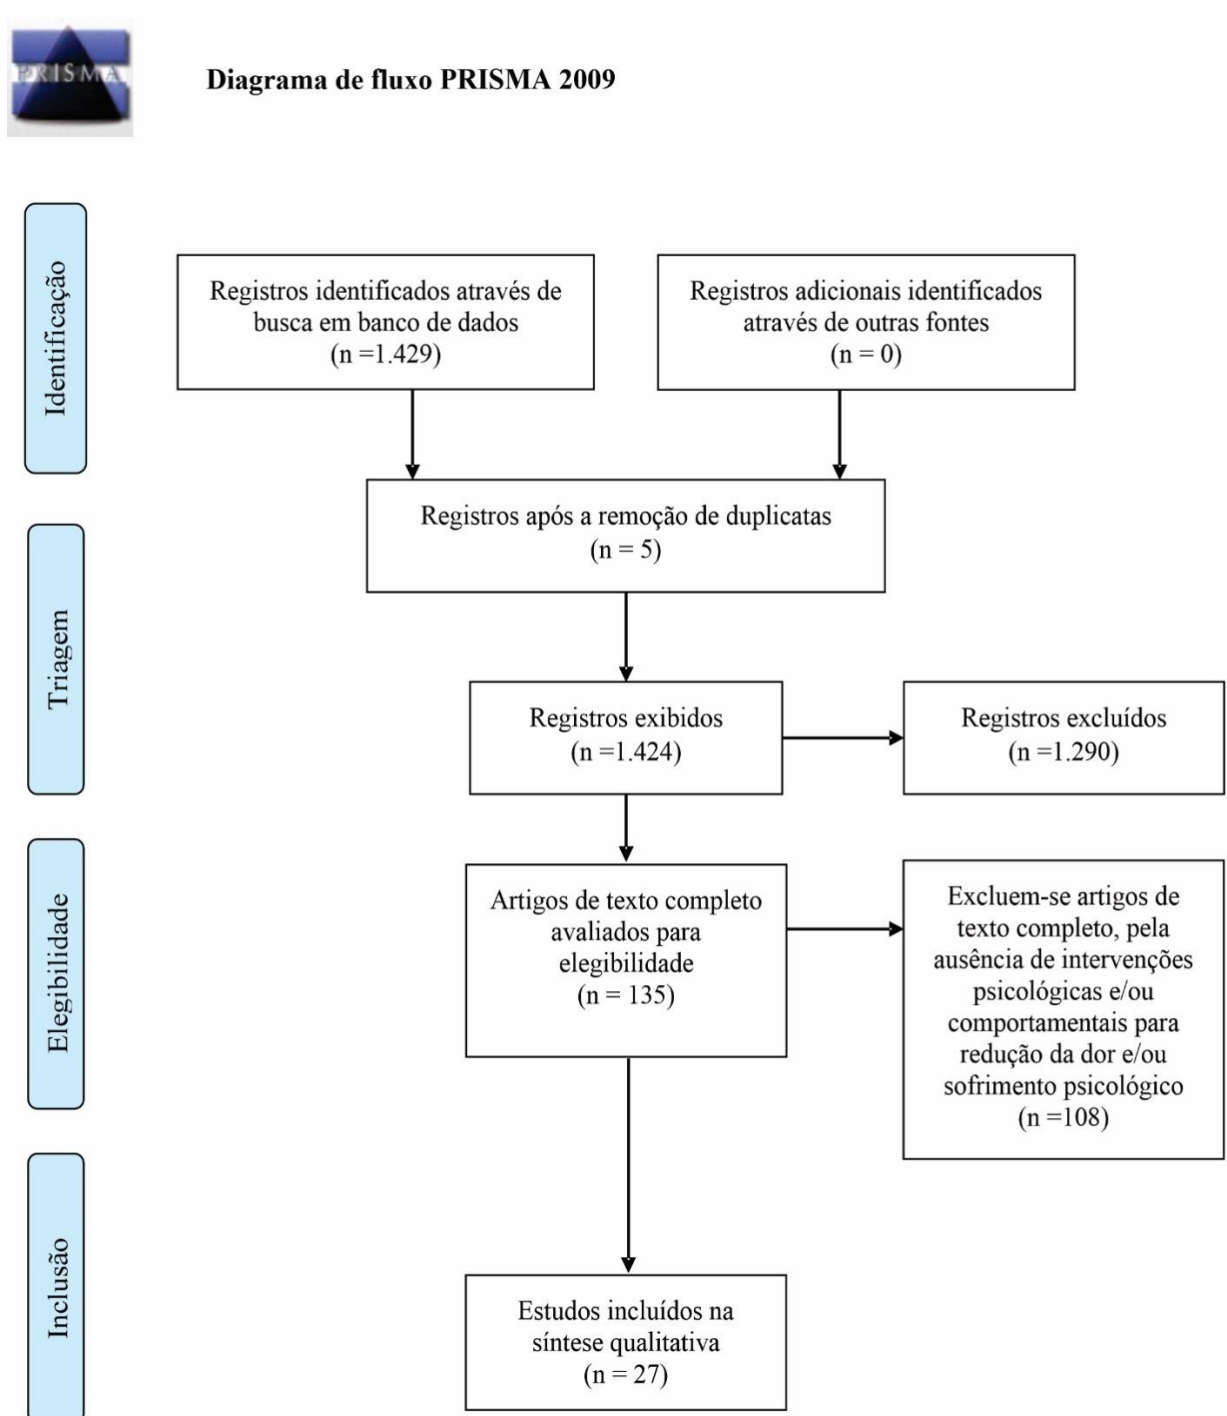 PRISMA
Diagrama de fluxo PRISMA 2009
Identificação
Registros identificados através de
busca em banco de dados
(n =1.429)
Registros adicionais identificados
através de outras fontes
(n = 0)
Registros após a remoção de duplicatas
(n = 5)
Triagem
Registros exibidos
(n =1.424)
Registros excluídos
(n =1.290)
Elegibilidade
Artigos de texto completo
avaliados para
elegibilidade
(n = 135)
Excluem-se artigos de
texto completo, pela
ausência de intervenções
psicológicas e/ou
comportamentais para
redução da dor e/ou
sofrimento psicológico
(n =108)
Inclusão
Estudos incluídos na
síntese qualitativa
(n = 27)